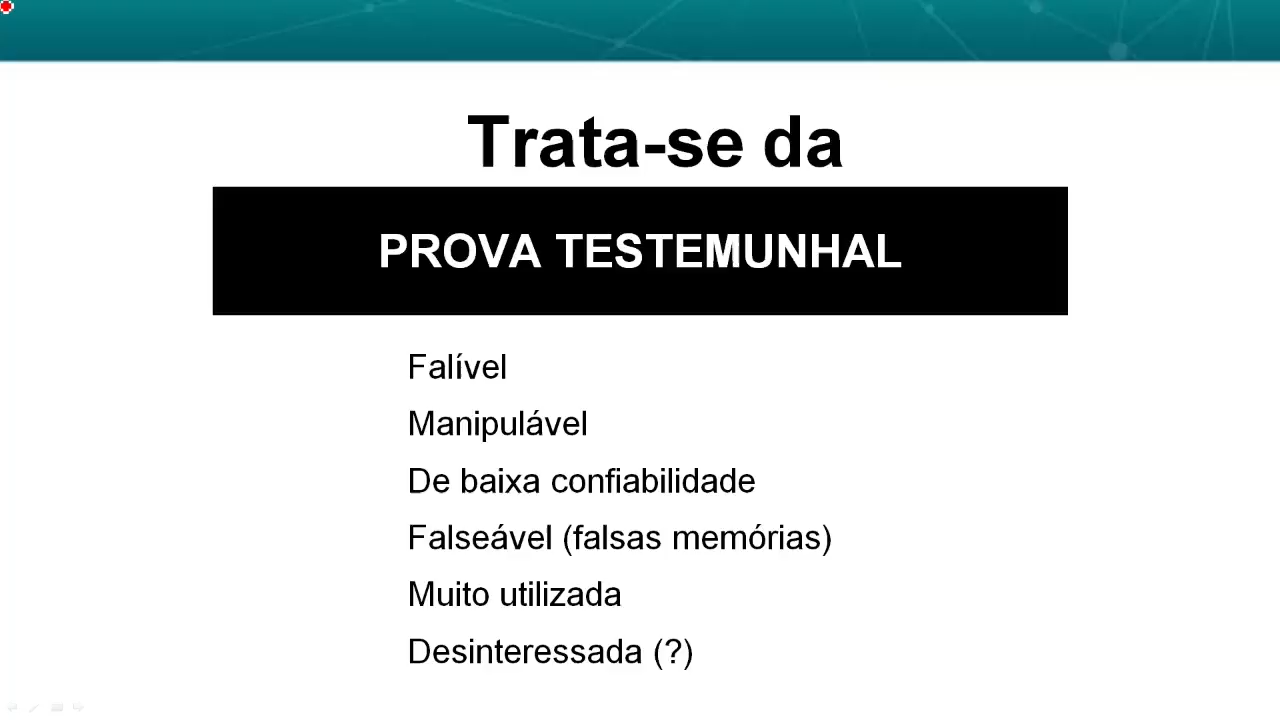 Trata-se da
PROVA TESTEMUNHAL
Falível
Manipulável
De baixa confiabilidade
Falseável (falsas memórias)
Muito utilizada
Desinteressada (?)